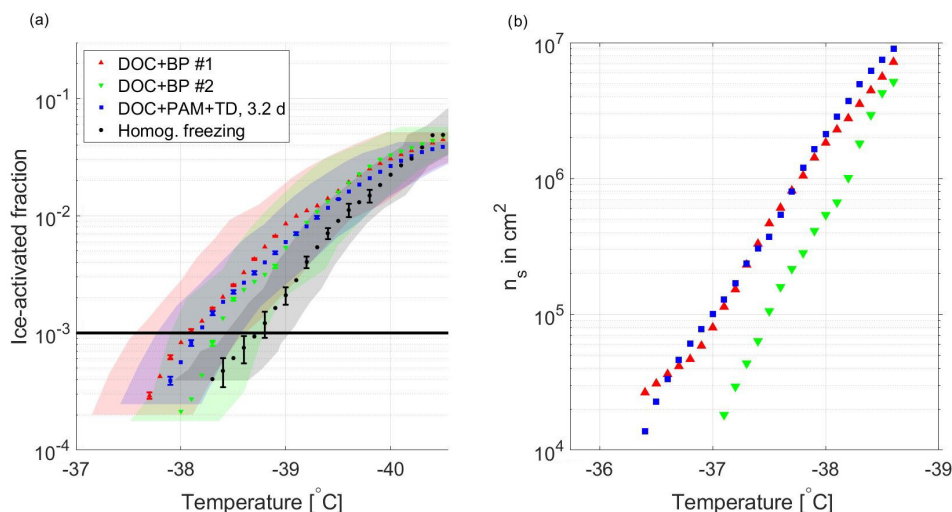 (a)
DOC+BP #1
DOC+BP #2
DOC+PAM+TD, 3.2 d
Homog. freezing
Ice-activated fraction
10^-1
10^-2
10^-3
10^-4
-37
-38
-39
-40
Temperature [°C]
(b)
n_s in cm^2
10^7
10^6
10^5
10^4
-36
-37
-38
-39
Temperature [°C]